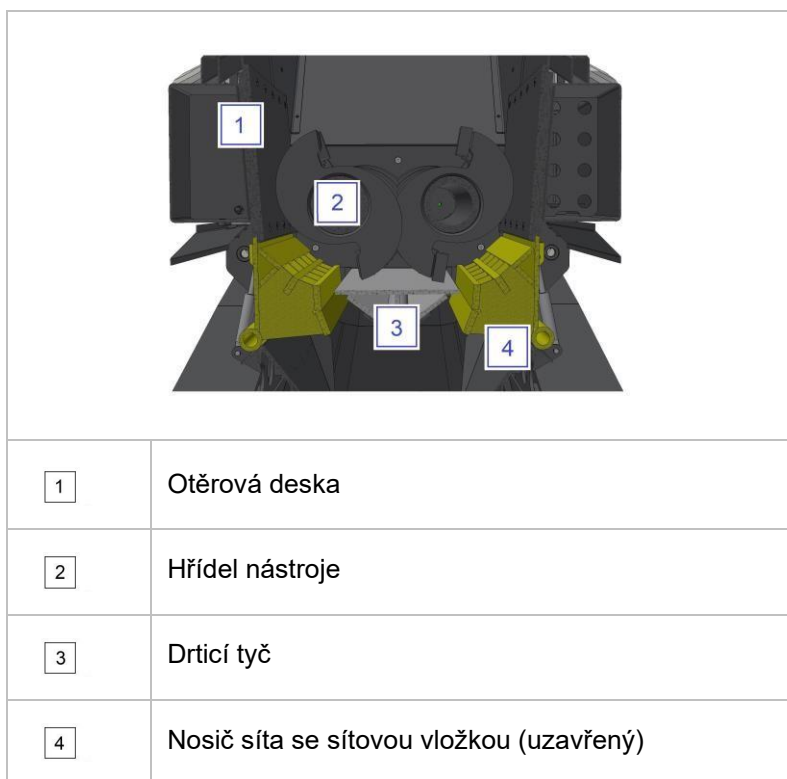 1
2
3
4
1 Otěrová deska
2 Hřídel nástroje
3 Drticí tyč
4 Nosič síta se sítovou vložkou (uzavřený)